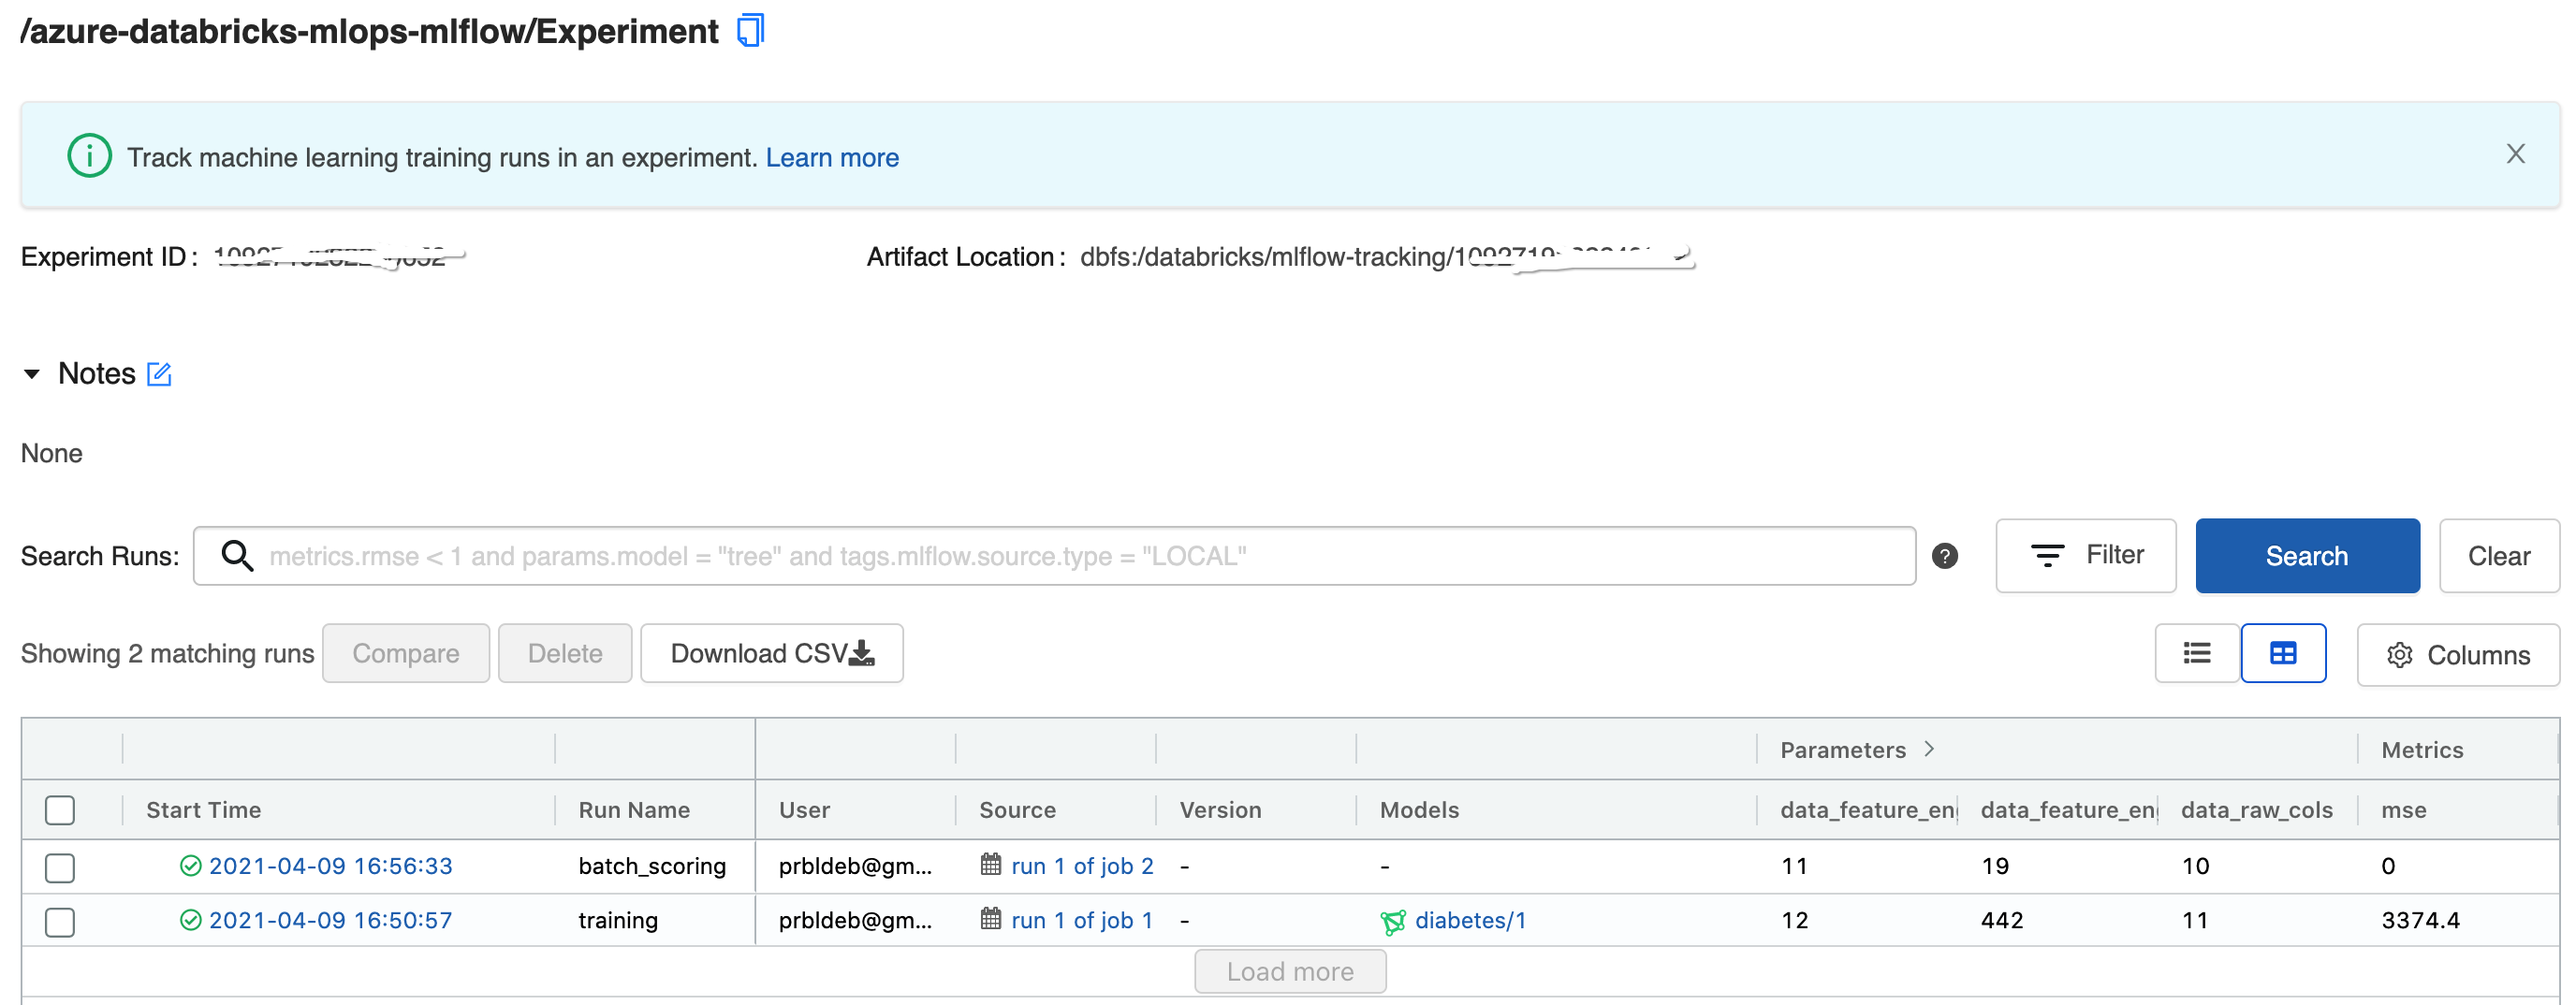 /azure-databricks-mlops-mlflow/Experiment
Track machine learning training runs in an experiment. Learn more
Experiment ID: Artifact Location: dbfs:/databricks/mlflow-tracking/
Notes
None
Search Runs: metrics.rmse < 1 and params.model = "tree" and tags.mlflow.source.type = "LOCAL" ? Filter Search Clear
Showing 2 matching runs Compare Delete Download CSV Columns
Parameters > Metrics
Start Time Run Name User Source Version Models data_feature_en data_feature_en data_raw_cols mse
2021-04-09 16:56:33 batch_scoring prbldeb@gm... run 1 of job 2 - - 11 19 10 0
2021-04-09 16:50:57 training prbldeb@gm... run 1 of job 1 - diabetes/1 12 442 11 3374.4
Load more